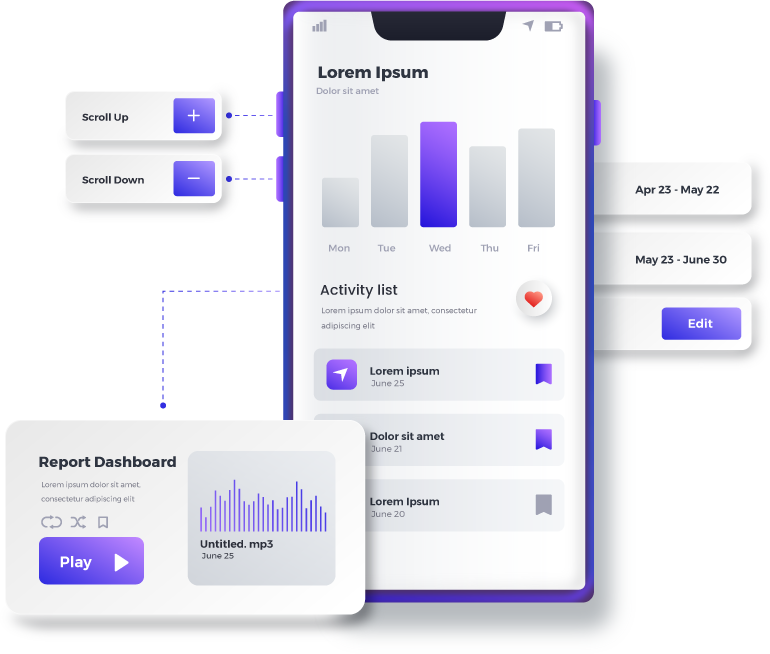 Lorem Ipsum
Dolor sit amet
Scroll Up
+
Scroll Down
−
Mon Tue Wed Thu Fri
Apr 23 - May 22
May 23 - June 30
Edit
Activity list
Lorem ipsum dolor sit amet, consectetur
adipiscing elit
Lorem ipsum
June 25
Dolor sit amet
June 21
Lorem Ipsum
June 20
Report Dashboard
lorem ipsum dolor sit amet,
consectetur adipiscing elit
Play
Untitled. mp3
June 25